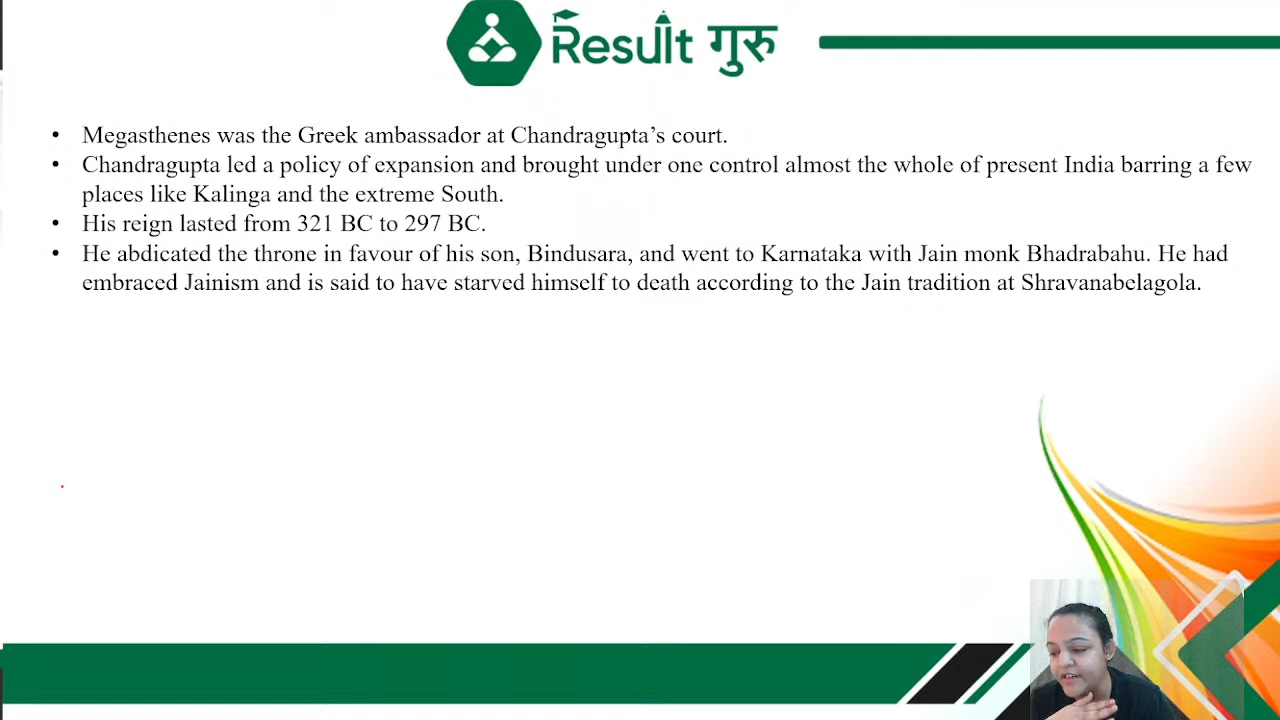 Result गुरु
• Megasthenes was the Greek ambassador at Chandragupta’s court.
• Chandragupta led a policy of expansion and brought under one control almost the whole of present India barring a few
places like Kalinga and the extreme South.
• His reign lasted from 321 BC to 297 BC.
• He abdicated the throne in favour of his son, Bindusara, and went to Karnataka with Jain monk Bhadrabahu. He had
embraced Jainism and is said to have starved himself to death according to the Jain tradition at Shravanabelagola.